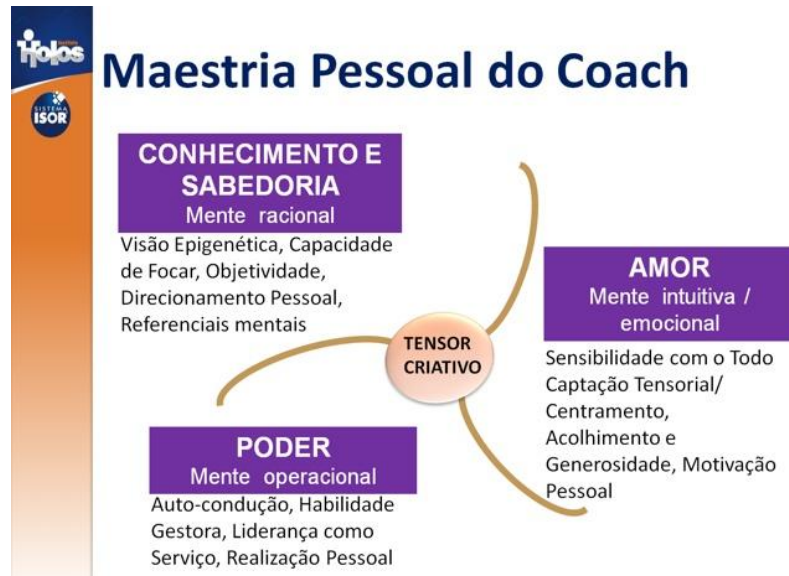 Holos
SISTEMA
ISOR
Maestria Pessoal do Coach
CONHECIMENTO E
SABEDORIA
Mente racional
Visão Epigenética, Capacidade
de Focar, Objetividade,
Direcionamento Pessoal,
Referenciais mentais
AMOR
Mente intuitiva /
emocional
Sensibilidade com o Todo
Captação Tensorial/
Centramento,
Acolhimento e
Generosidade, Motivação
Pessoal
TENSOR
CRIATIVO
PODER
Mente operacional
Auto-condução, Habilidade
Gestora, Liderança como
Serviço, Realização Pessoal